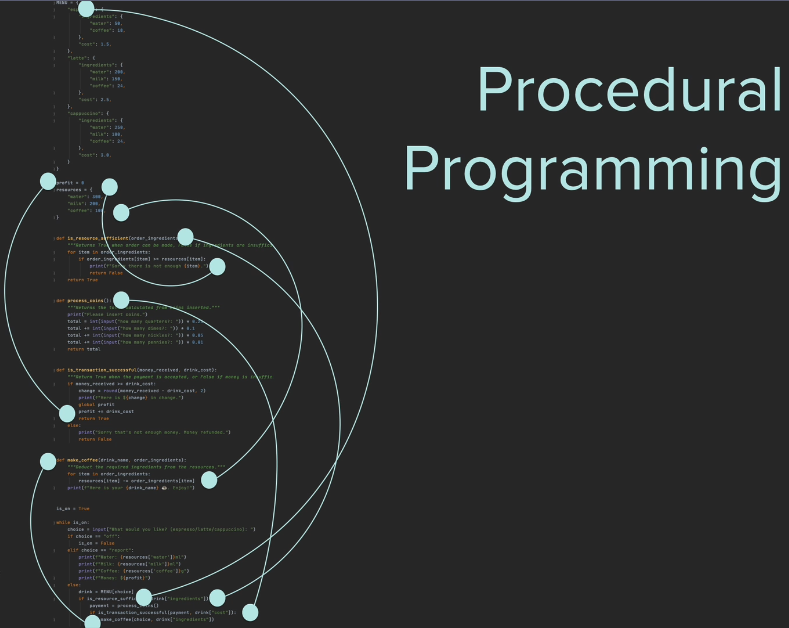 Procedural
Programming
MENU = {
"ingredients": {
"water": 50,
"coffee": 18,
},
"cost": 1.5,
},
"latte": {
"ingredients": {
"water": 200,
"milk": 150,
"coffee": 24,
},
"cost": 2.5,
},
"cappuccino": {
"ingredients": {
"water": 250,
"milk": 100,
"coffee": 24,
},
"cost": 3.0,
}
}
profit = 0
resources = {
"water": 300,
"milk": 200,
"coffee": 100
}
def is_resource_sufficient(order_ingredients
"""Returns True when order can be made, if ingredients are insuffic
for item in order_ingredients:
if order_ingredients[item] >= resources[item]:
print(f"Sorry there is not enough {item}.")
return False
return True
def process_coins():
"""Returns the calculated from coins inserted."""
print("Please insert coins.")
total = int(input("how many quarters?: ")) * 0.
total += int(input("how many dimes?: ")) * 0.1
total += int(input("how many nickles?: ")) * 0.05
total += int(input("how many pennies?: ")) * 0.01
return total
def is_transaction_successful(money_received, drink_cost):
"""Return True when the payment is accepted, or False if money is insuffic
if money_received >= drink_cost:
change = round(money_received - drink_cost, 2)
print(f"Here is ${change} in change.")
global profit
profit += drink_cost
return True
else:
print("Sorry that's not enough money. Money refunded.")
return False
def make_coffee(drink_name, order_ingredients):
"""Deduct the required ingredients from the resources."""
for item in order_ingredients:
resources[item] -= order_ingredients[item]
print(f"Here is your {drink_name} ☕️. Enjoy!")
is_on = True
while is_on:
choice = input("What would you like? (espresso/latte/cappuccino): ")
if choice == "off":
is_on = False
elif choice == "report":
print(f"Water: {resources['water']}ml")
print(f"Milk: {resources['milk']}ml")
print(f"Coffee: {resources['coffee']}g")
print(f"Money: ${profit}")
else:
drink = MENU[choice]
if is_resource_suffi drink["ingredients"]):
payment = process_coins()
if is_transaction_successful(payment, drink["cost"]):
make_coffee(choice, drink["ingredients"])